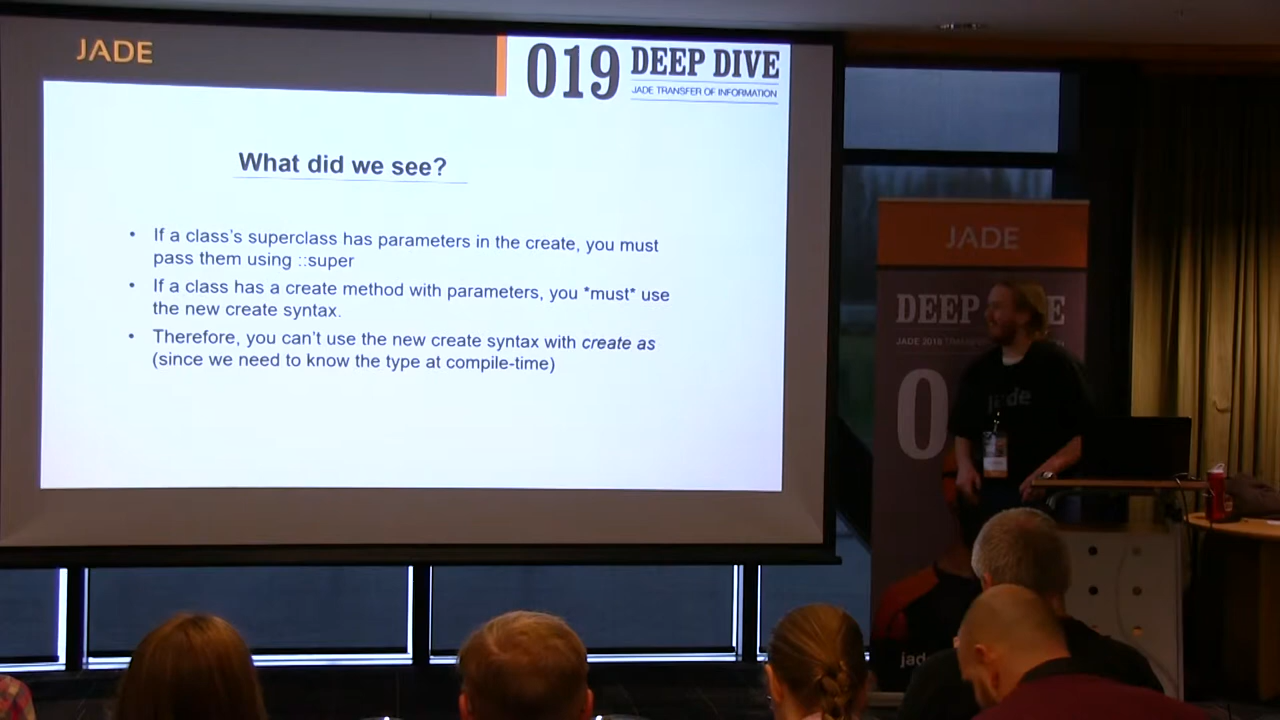 JADE
019 DEEP DIVE
JADE TRANSFER OF INFORMATION
What did we see?
• If a class's superclass has parameters in the create, you must
pass them using ::super
• If a class has a create method with parameters, you *must* use
the new create syntax.
• Therefore, you can't use the new create syntax with create as
(since we need to know the type at compile-time)
JADE
DEEP
JADE 2018
0
jade
jad